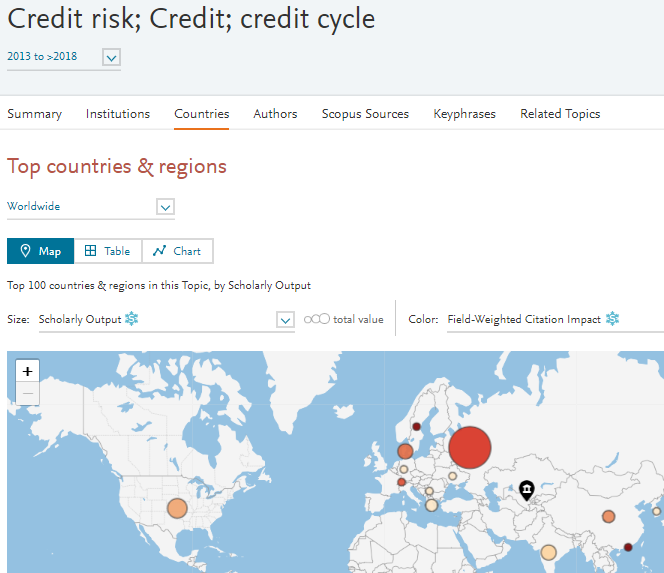 Credit risk; Credit; credit cycle
2013 to >2018
Summary Institutions Countries Authors Scopus Sources Keyphrases Related Topics
Top countries & regions
Worldwide
Map Table Chart
Top 100 countries & regions in this Topic, by Scholarly Output
Size: Scholarly Output total value Color: Field-Weighted Citation Impact
+
−